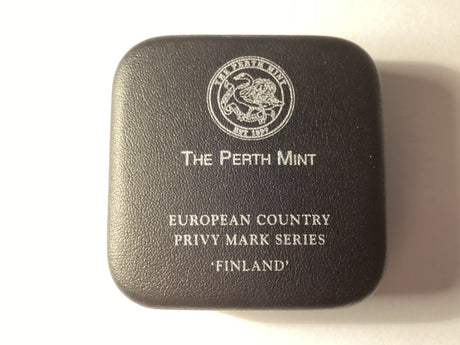 THE PERTH MINT
EST 1899
THE PERTH MINT
EUROPEAN COUNTRY
PRIVY MARK SERIES
'FINLAND'